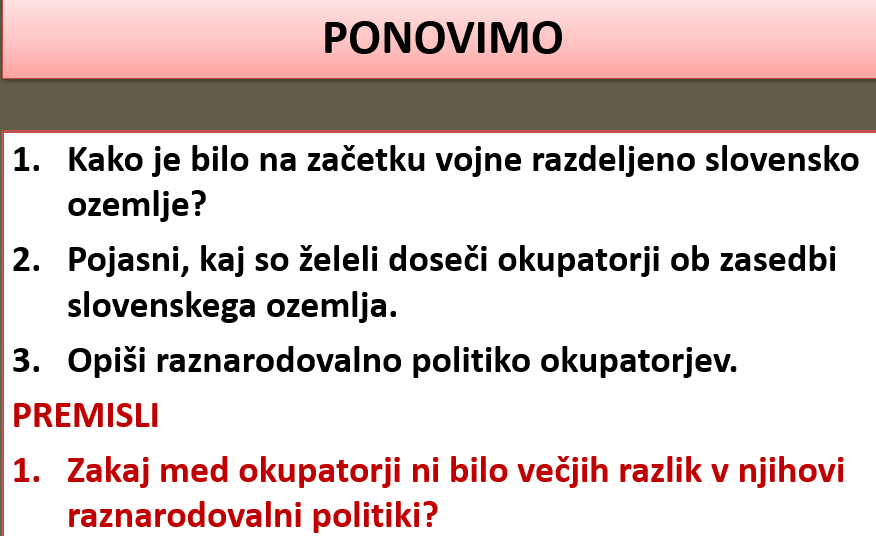 PONOVIMO
1. Kako je bilo na začetku vojne razdeljeno slovensko
ozemlje?
2. Pojasni, kaj so želeli doseči okupatorji ob zasedbi
slovenskega ozemlja.
3. Opiši raznarodovalno politiko okupatorjev.
PREMISLI
1. Zakaj med okupatorji ni bilo večjih razlik v njihovi
raznarodovalni politiki?